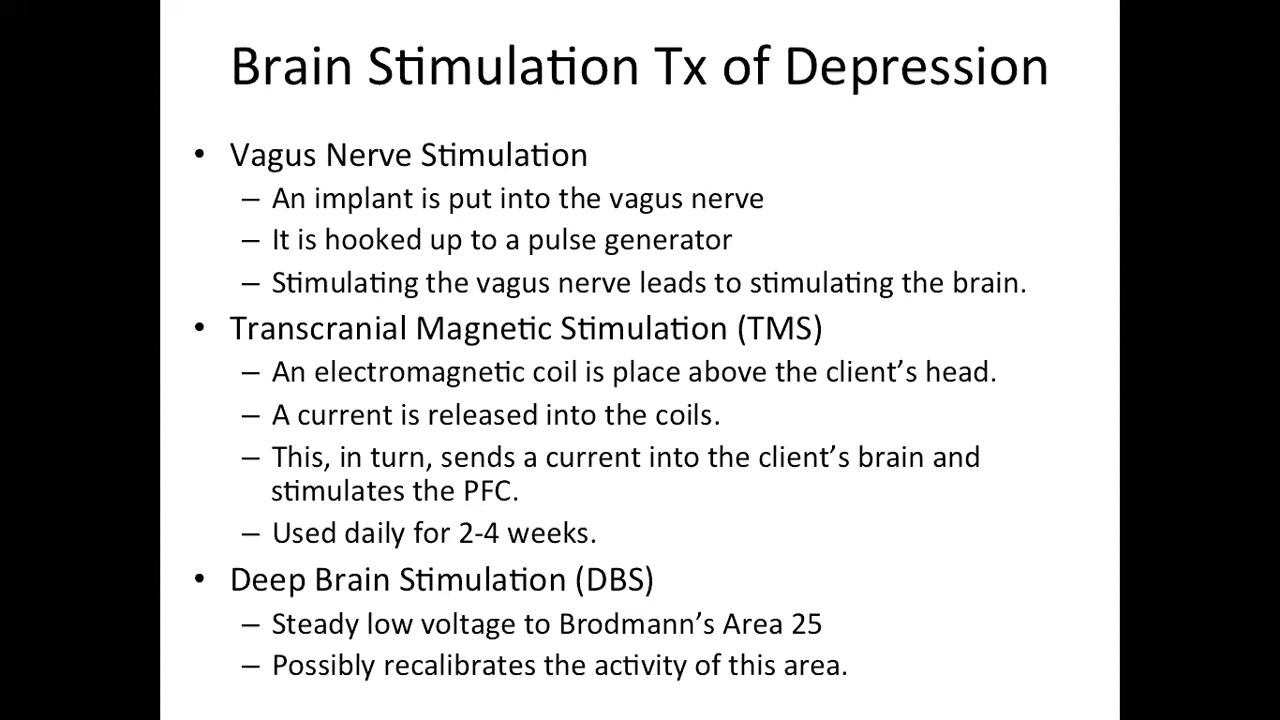 Brain Stimulation Tx of Depression
• Vagus Nerve Stimulation
– An implant is put into the vagus nerve
– It is hooked up to a pulse generator
– Stimulating the vagus nerve leads to stimulating the brain.
• Transcranial Magnetic Stimulation (TMS)
– An electromagnetic coil is place above the client's head.
– A current is released into the coils.
– This, in turn, sends a current into the client's brain and
stimulates the PFC.
– Used daily for 2-4 weeks.
• Deep Brain Stimulation (DBS)
– Steady low voltage to Brodmann's Area 25
– Possibly recalibrates the activity of this area.